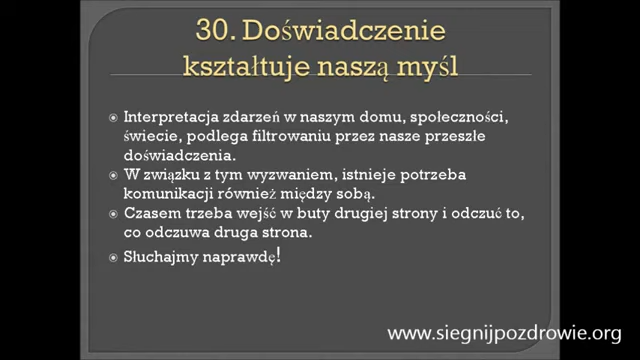 30. Doświadczenie
kształtuje naszą myśl
Interpretacja zdarzeń w naszym domu, społeczności,
świecie, podlega filtrowaniu przez nasze przeszłe
doświadczenia.
W związku z tym wyzwaniem, istnieje potrzeba
komunikacji również między sobą.
Czasem trzeba wejść w buty drugiej strony i odczuć to,
co odczuwa druga strona.
Słuchajmy naprawdę!
www.siegnijpozdrowie.org